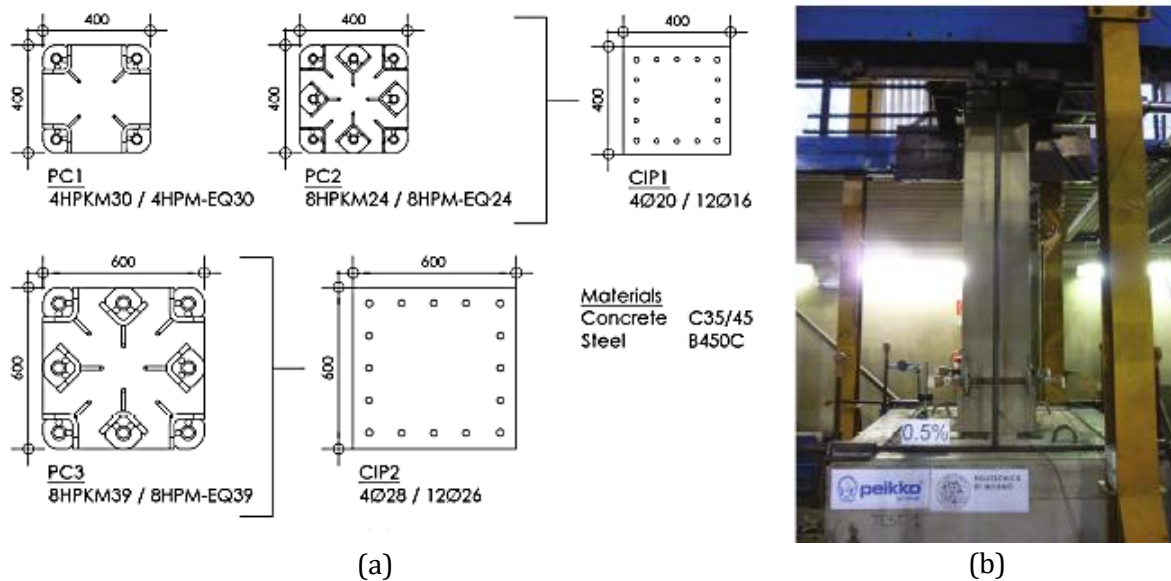 400
400
PC1
4HPKM30 / 4HPM-EQ30
400
400
PC2
8HPKM24 / 8HPM-EQ24
400
400
CIP1
4Ø20 / 12Ø16
600
600
PC3
8HPKM39 / 8HPM-EQ39
600
600
CIP2
4Ø28 / 12Ø26
Materials
Concrete C35/45
Steel B450C
(a)
0.5%
peikko
POLITECNICO
DI MILANO
TEST 1
(b)